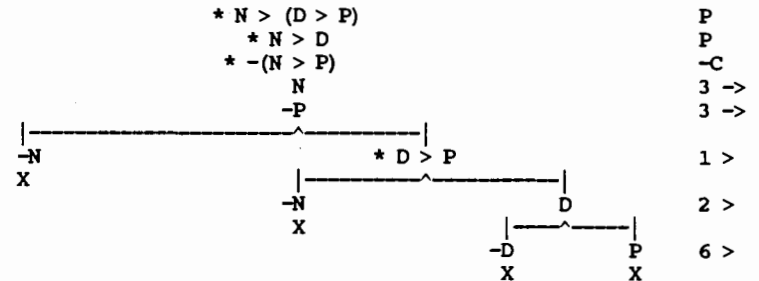 * N > (D > P) P
* N > D P
* -(N > P) -C
N 3 ->
-P 3 ->
|--------------^------|
-N * D > P 1 >
X |------^------|
-N D 2 >
X |---^---|
-D P 6 >
X X